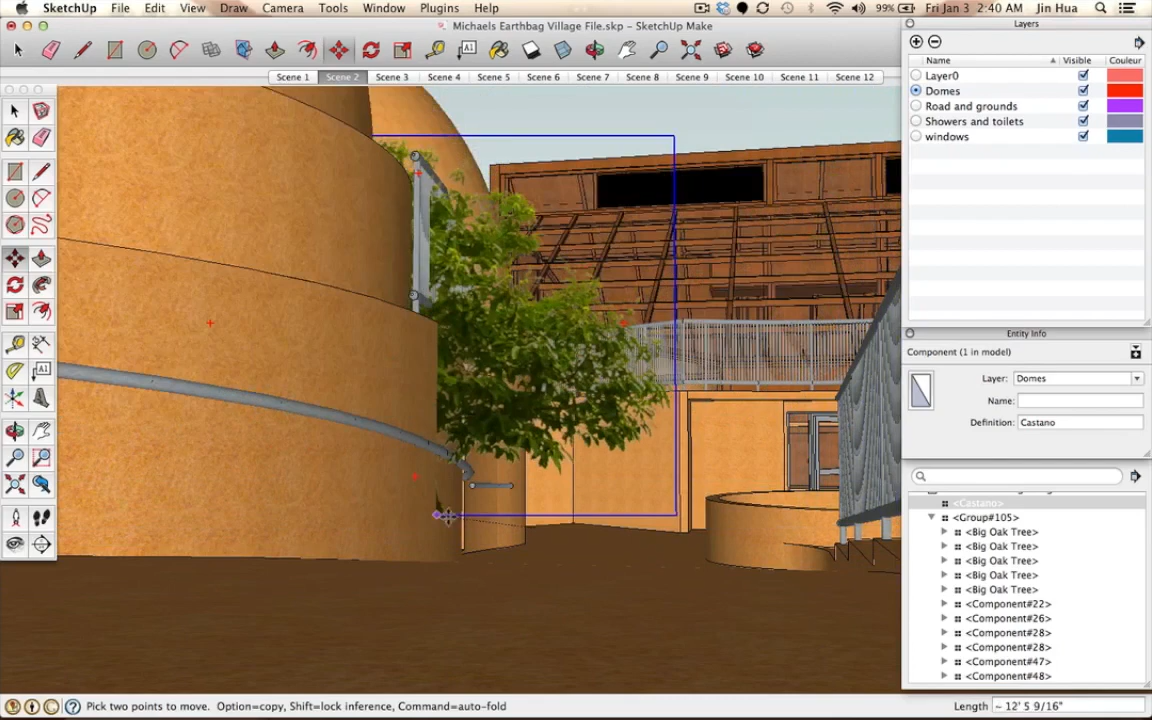 SketchUp File Edit View Draw Camera Tools Window Plugins Help 99% Fri Jan 3 2:40 AM Jin Hua
Michaels Earthbag Village File.skp – SketchUp Make
Scene 1 Scene 2 Scene 3 Scene 4 Scene 5 Scene 6 Scene 7 Scene 8 Scene 9 Scene 10 Scene 11 Scene 12
Layers
Name Visible Couleur
Layer0
Domes
Road and grounds
Showers and toilets
windows
Entity Info
Component (1 in model)
Layer: Domes
Name:
Definition: Castano
<Castano>
<Group#105>
<Big Oak Tree>
<Big Oak Tree>
<Big Oak Tree>
<Big Oak Tree>
<Big Oak Tree>
<Component#22>
<Component#26>
<Component#28>
<Component#28>
<Component#47>
<Component#48>
Pick two points to move. Option=copy, Shift=lock inference, Command=auto-fold
Length ~ 12' 5 9/16"